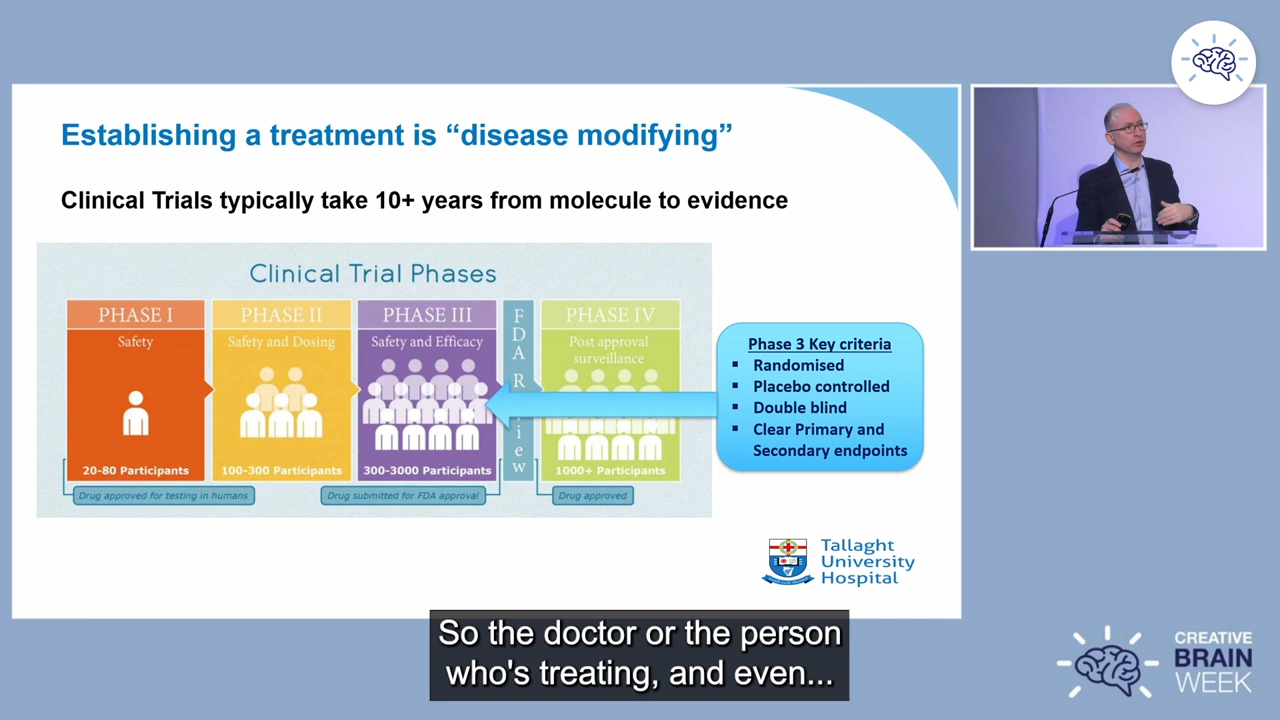 Establishing a treatment is “disease modifying”
Clinical Trials typically take 10+ years from molecule to evidence
Clinical Trial Phases
PHASE I
Safety
20-80 Participants
PHASE II
Safety and Dosing
100-300 Participants
PHASE III
Safety and Efficacy
300-3000 Participants
FDA R iew
PHASE IV
Post approval
surveillance
1000+ Participants
Drug approved for testing in humans
Drug submitted for FDA approval
Drug approved
Phase 3 Key criteria
▪ Randomised
▪ Placebo controlled
▪ Double blind
▪ Clear Primary and
Secondary endpoints
Tallaght
University
Hospital
So the doctor or the person
who's treating, and even...
CREATIVE
BRAIN
WEEK